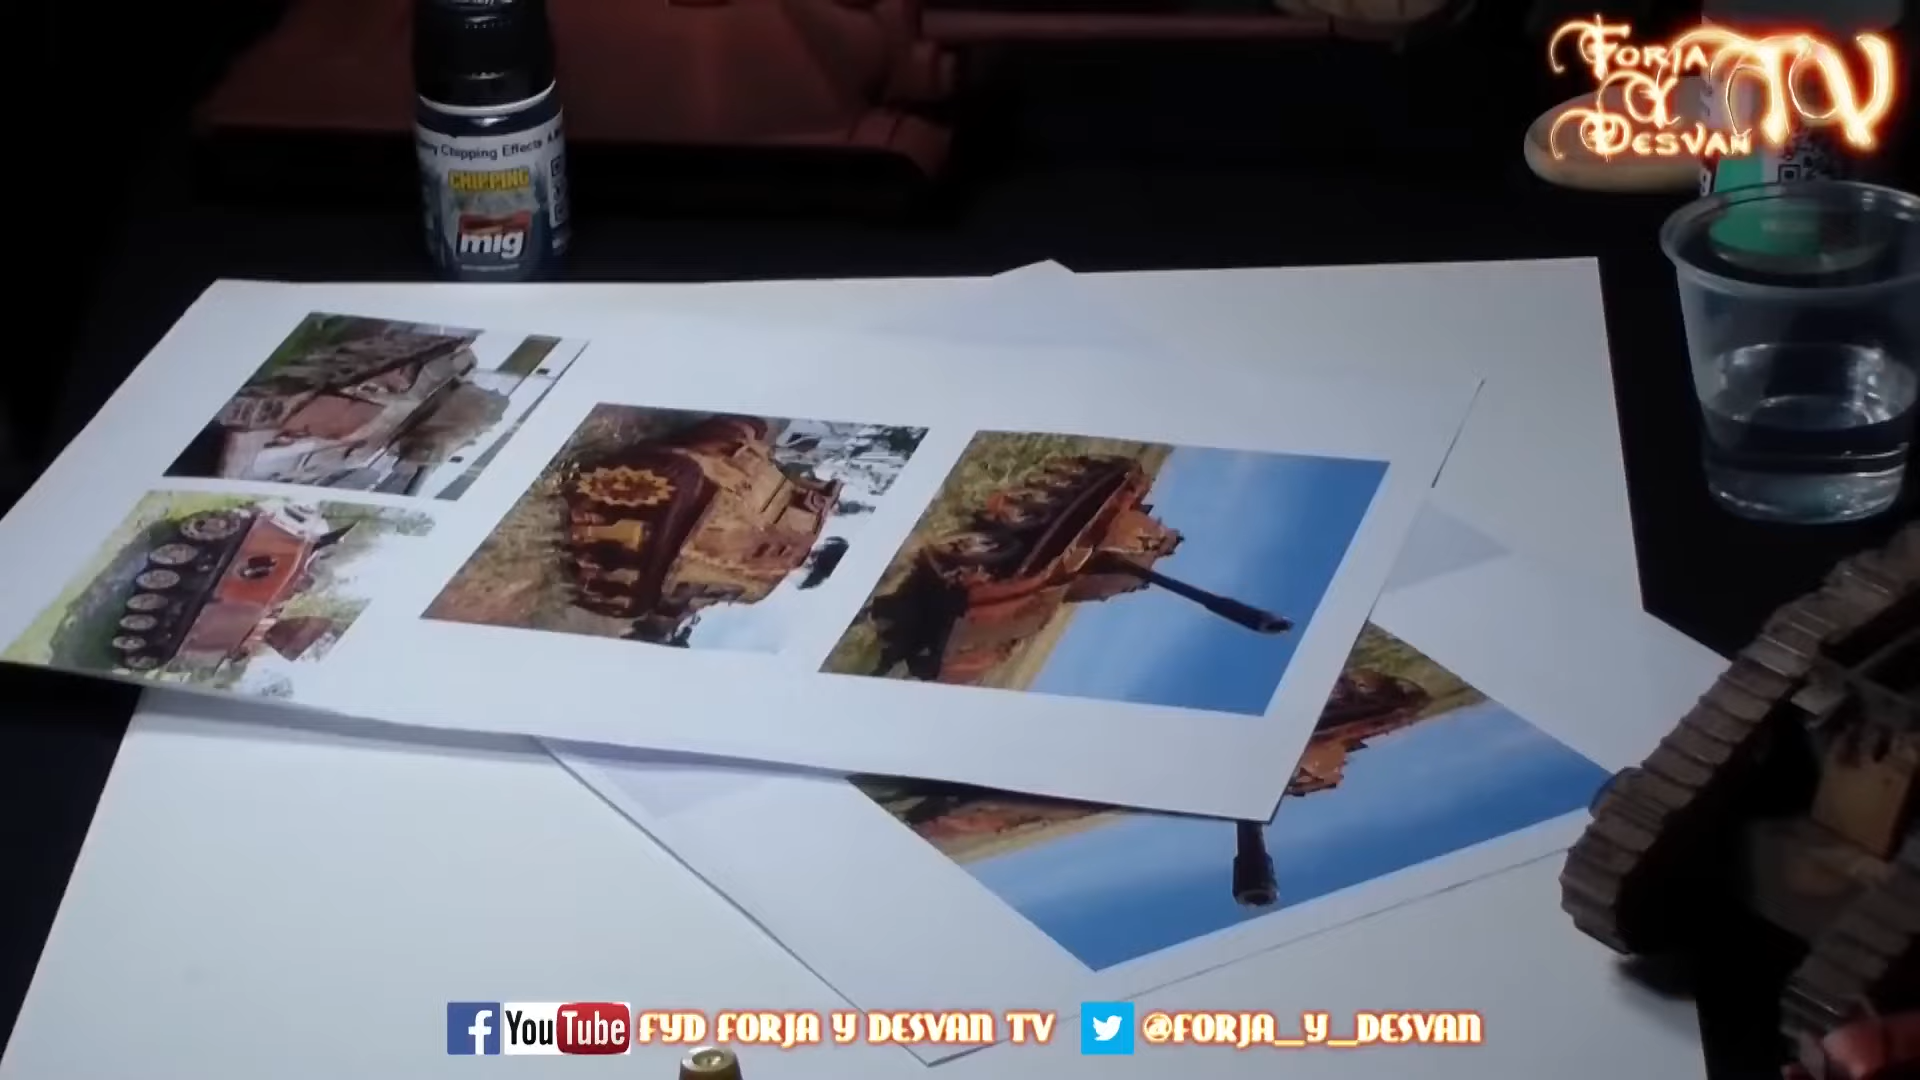 FORJA
Y
DESVAN
TV
Chipping Effects
CHIPPING
mig
YouTube FYD FORJA Y DESVAN TV @FORJA_Y_DESVAN